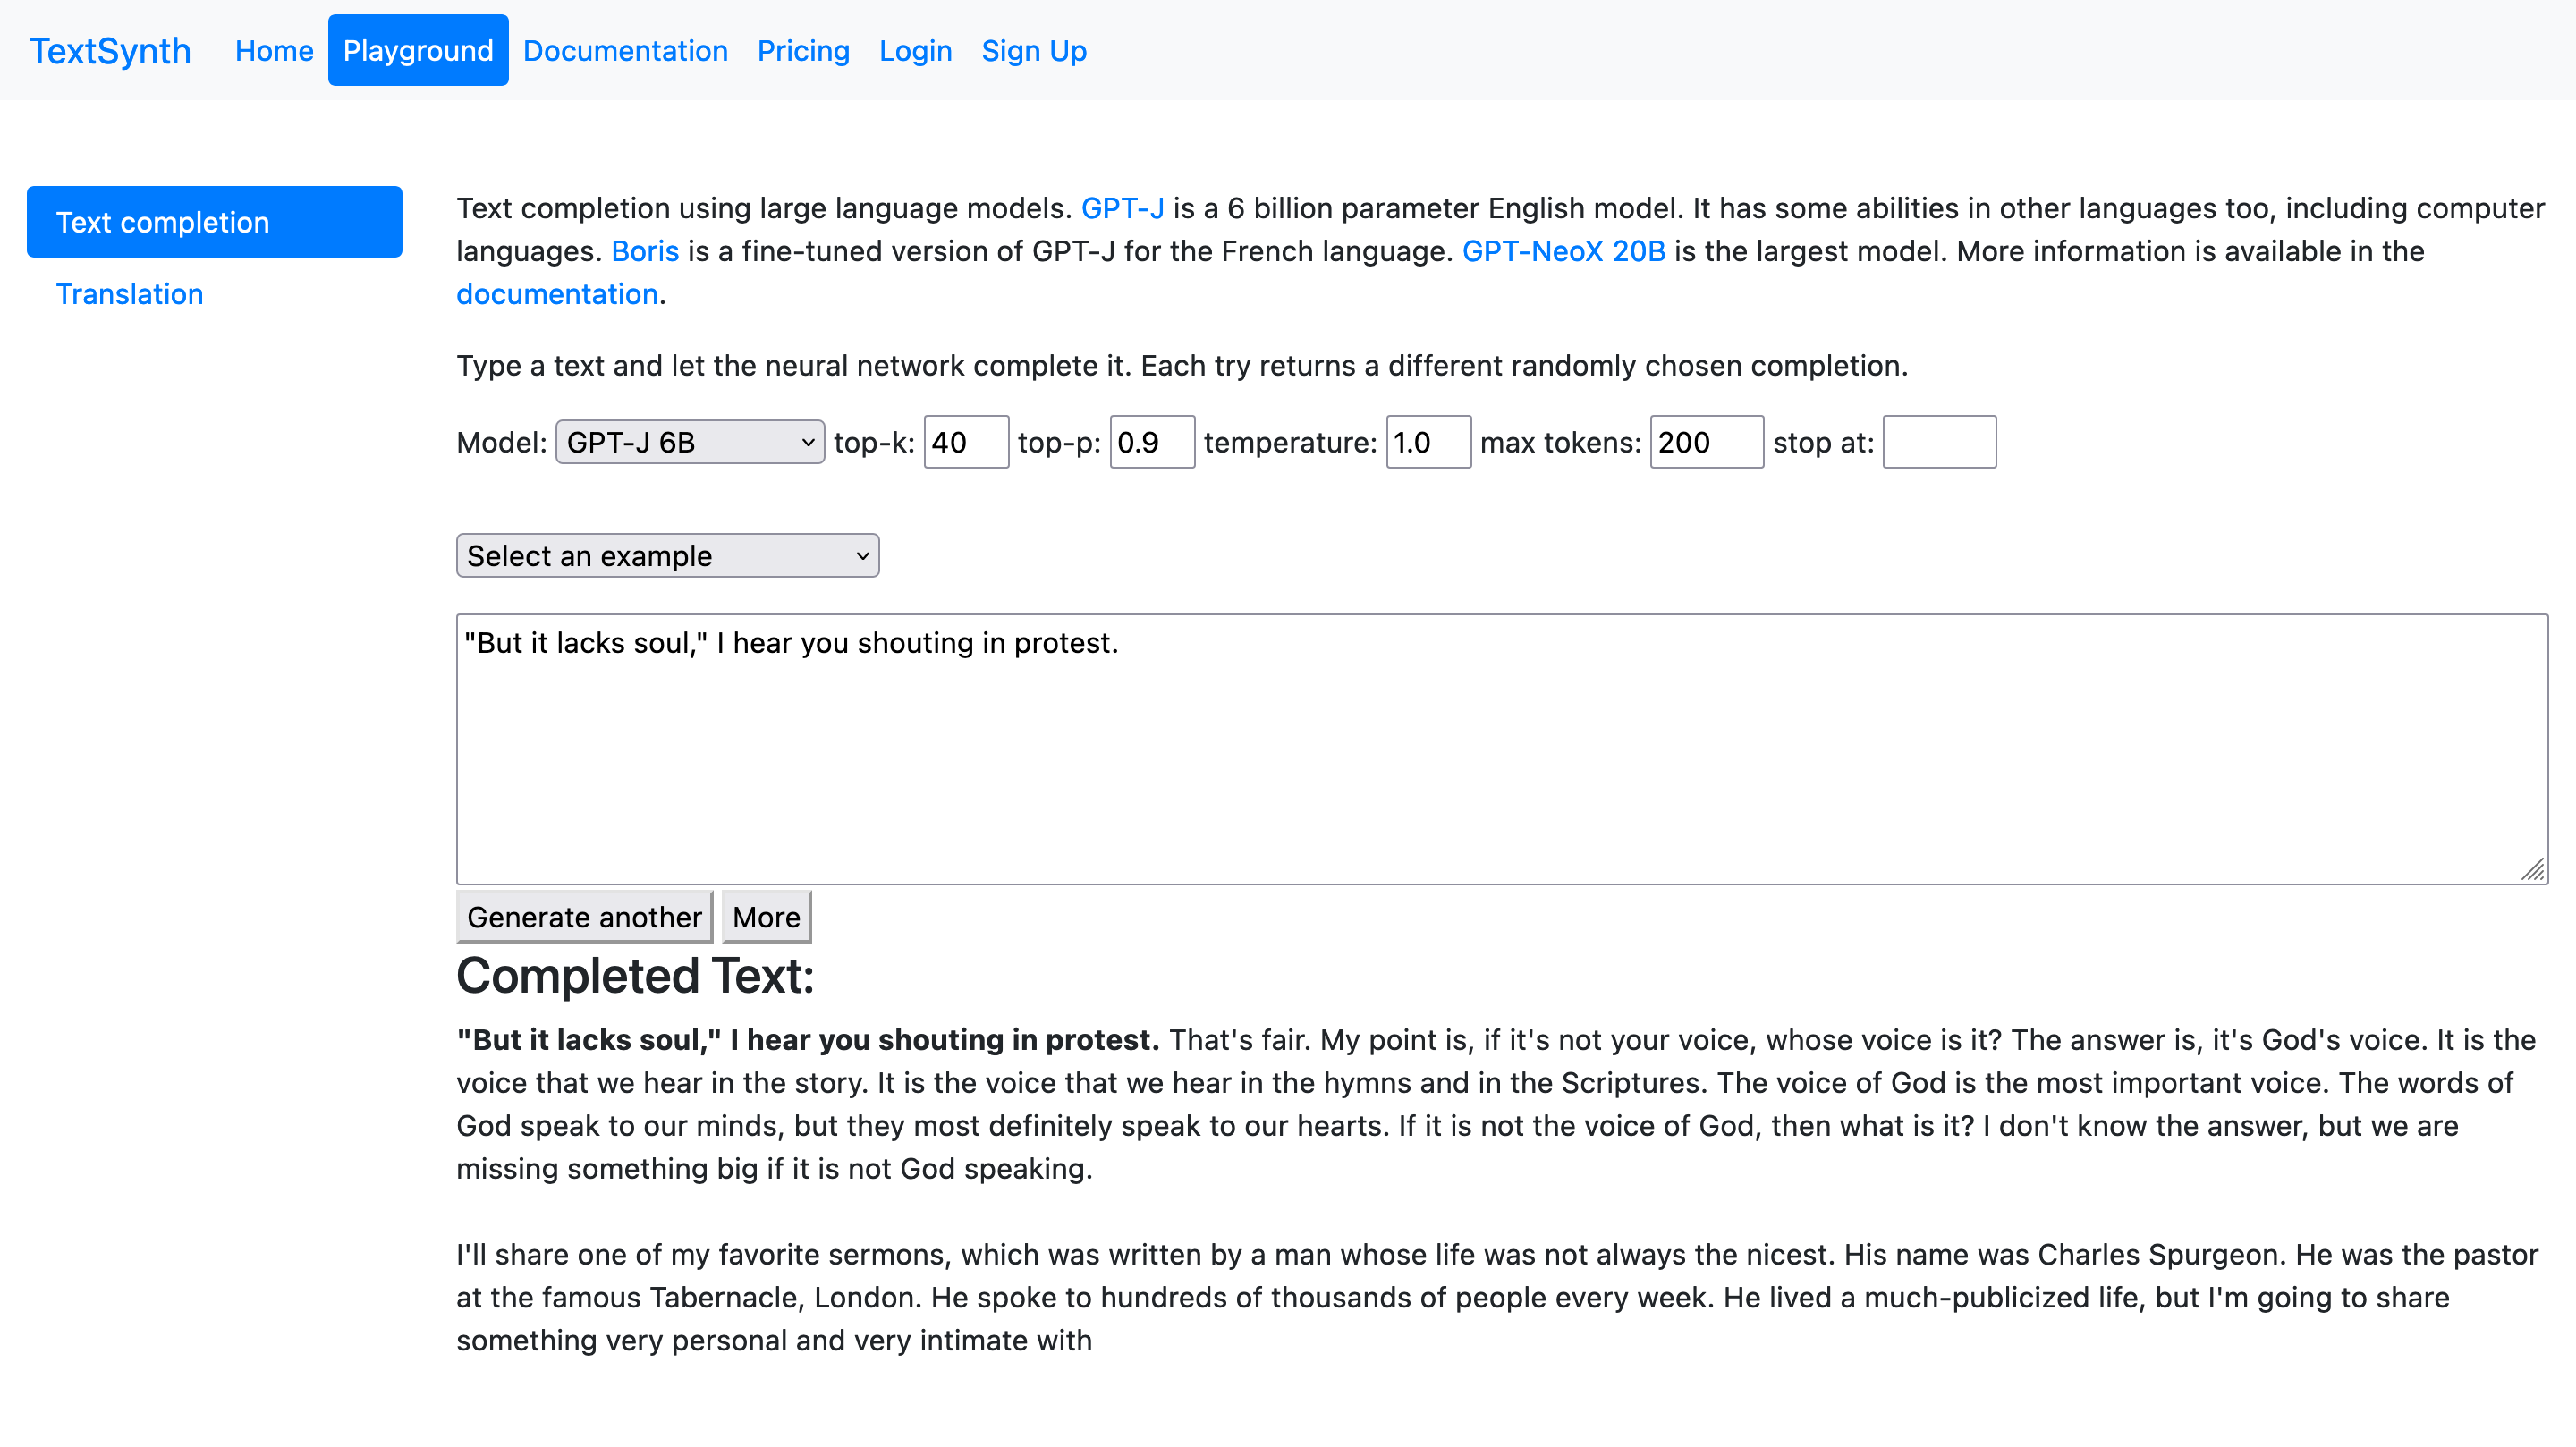 TextSynth Home Playground Documentation Pricing Login Sign Up
Text completion
Translation
Text completion using large language models. GPT-J is a 6 billion parameter English model. It has some abilities in other languages too, including computer
languages. Boris is a fine-tuned version of GPT-J for the French language. GPT-NeoX 20B is the largest model. More information is available in the
documentation.
Type a text and let the neural network complete it. Each try returns a different randomly chosen completion.
Model: GPT-J 6B top-k: 40 top-p: 0.9 temperature: 1.0 max tokens: 200 stop at:
Select an example
"But it lacks soul," I hear you shouting in protest.
Generate another More
Completed Text:
"But it lacks soul," I hear you shouting in protest. That's fair. My point is, if it's not your voice, whose voice is it? The answer is, it's God's voice. It is the
voice that we hear in the story. It is the voice that we hear in the hymns and in the Scriptures. The voice of God is the most important voice. The words of
God speak to our minds, but they most definitely speak to our hearts. If it is not the voice of God, then what is it? I don't know the answer, but we are
missing something big if it is not God speaking.
I'll share one of my favorite sermons, which was written by a man whose life was not always the nicest. His name was Charles Spurgeon. He was the pastor
at the famous Tabernacle, London. He spoke to hundreds of thousands of people every week. He lived a much-publicized life, but I'm going to share
something very personal and very intimate with